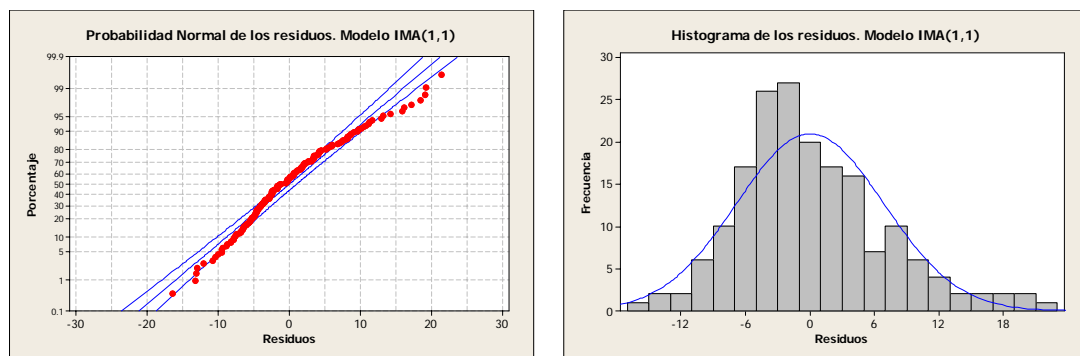 Probabilidad Normal de los residuos. Modelo IMA(1,1)
Porcentaje
99.9
99
95
90
80
70
60
50
40
30
20
10
5
1
0.1
-30 -20 -10 0 10 20 30
Residuos
Histograma de los residuos. Modelo IMA(1,1)
Frecuencia
30
25
20
15
10
5
0
-12 -6 0 6 12 18
Residuos